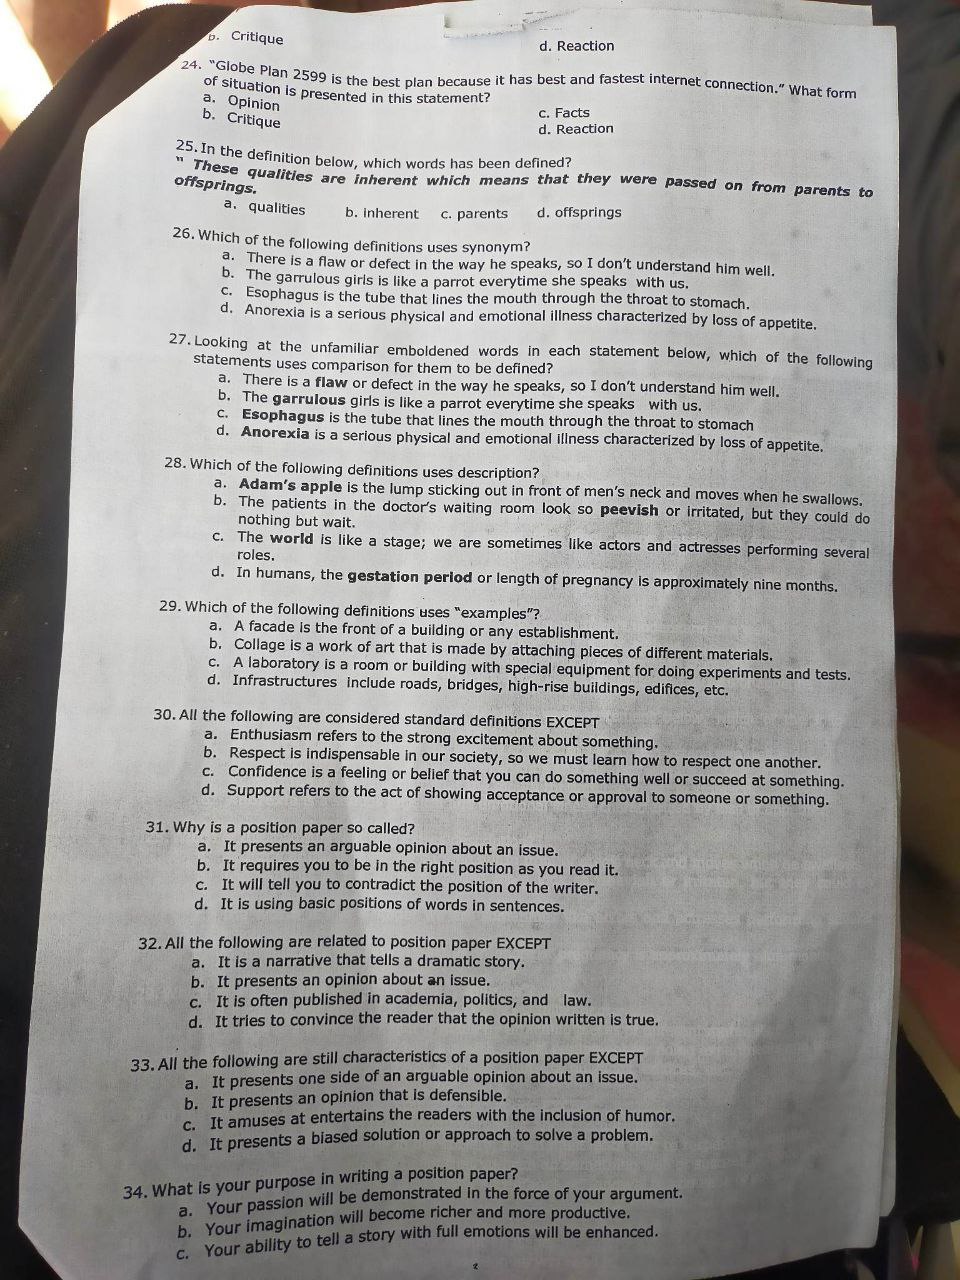 b. Critique
d. Reaction
24. "Globe Plan 2599 is the best plan because it has best and fastest internet connection." What form
of situation is presented in this statement?
a. Opinion
c. Facts
b. Critique
d. Reaction
25. In the definition below, which words has been defined?
" These qualities are inherent which means that they were passed on from parents to
offsprings.
a. qualities b. inherent c. parents d. offsprings
26. Which of the following definitions uses synonym?
a. There is a flaw or defect in the way he speaks, so I don't understand him well.
b. The garrulous girls is like a parrot everytime she speaks with us.
c. Esophagus is the tube that lines the mouth through the throat to stomach.
d. Anorexia is a serious physical and emotional illness characterized by loss of appetite.
27. Looking at the unfamiliar emboldened words in each statement below, which of the following
statements uses comparison for them to be defined?
a. There is a flaw or defect in the way he speaks, so I don't understand him well.
b. The garrulous girls is like a parrot everytime she speaks with us.
c. Esophagus is the tube that lines the mouth through the throat to stomach
d. Anorexia is a serious physical and emotional illness characterized by loss of appetite.
28. Which of the following definitions uses description?
a. Adam's apple is the lump sticking out in front of men's neck and moves when he swallows.
b. The patients in the doctor's waiting room look so peevish or irritated, but they could do
nothing but wait.
c. The world is like a stage; we are sometimes like actors and actresses performing several
roles.
d. In humans, the gestation period or length of pregnancy is approximately nine months.
29. Which of the following definitions uses "examples"?
a. A facade is the front of a building or any establishment.
b. Collage is a work of art that is made by attaching pieces of different materials.
c. A laboratory is a room or building with special equipment for doing experiments and tests.
d. Infrastructures include roads, bridges, high-rise buildings, edifices, etc.
30. All the following are considered standard definitions EXCEPT
a. Enthusiasm refers to the strong excitement about something.
b. Respect is indispensable in our society, so we must learn how to respect one another.
c. Confidence is a feeling or belief that you can do something well or succeed at something.
d. Support refers to the act of showing acceptance or approval to someone or something.
31. Why is a position paper so called?
a. It presents an arguable opinion about an issue.
b. It requires you to be in the right position as you read it.
c. It will tell you to contradict the position of the writer.
d. It is using basic positions of words in sentences.
32. All the following are related to position paper EXCEPT
a. It is a narrative that tells a dramatic story.
b. It presents an opinion about an issue.
c. It is often published in academia, politics, and law.
d. It tries to convince the reader that the opinion written is true.
33. All the following are still characteristics of a position paper EXCEPT
a. It presents one side of an arguable opinion about an issue.
b. It presents an opinion that is defensible.
c. It amuses at entertains the readers with the inclusion of humor.
d. It presents a biased solution or approach to solve a problem.
34. What is your purpose in writing a position paper?
a. Your passion will be demonstrated in the force of your argument.
b. Your imagination will become richer and more productive.
c. Your ability to tell a story with full emotions will be enhanced.